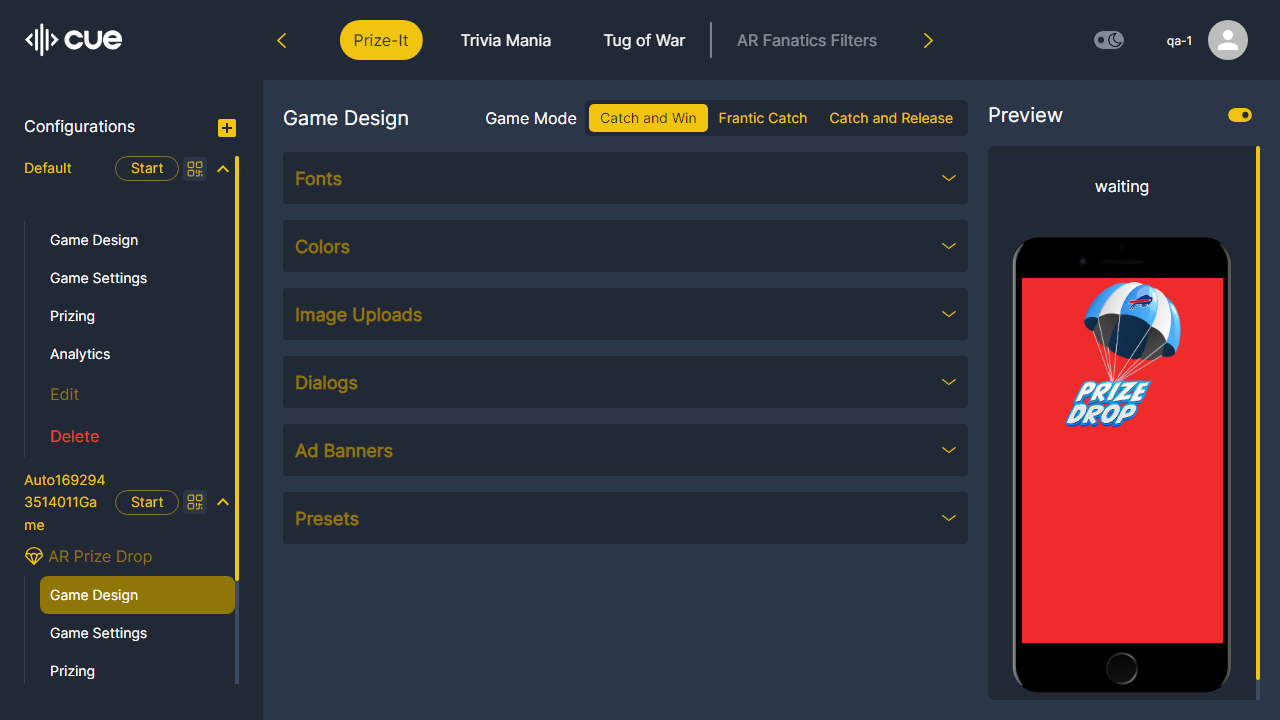 cue
Prize-It
Trivia Mania
Tug of War
AR Fanatics Filters
qa-1
Configurations
Default
Start
Game Design
Game Settings
Prizing
Analytics
Edit
Delete
Auto169294
3514011Ga
me
Start
AR Prize Drop
Game Design
Game Settings
Prizing
Game Design
Game Mode
Catch and Win
Frantic Catch
Catch and Release
Fonts
Colors
Image Uploads
Dialogs
Ad Banners
Presets
Preview
waiting
PRIZE
DROP